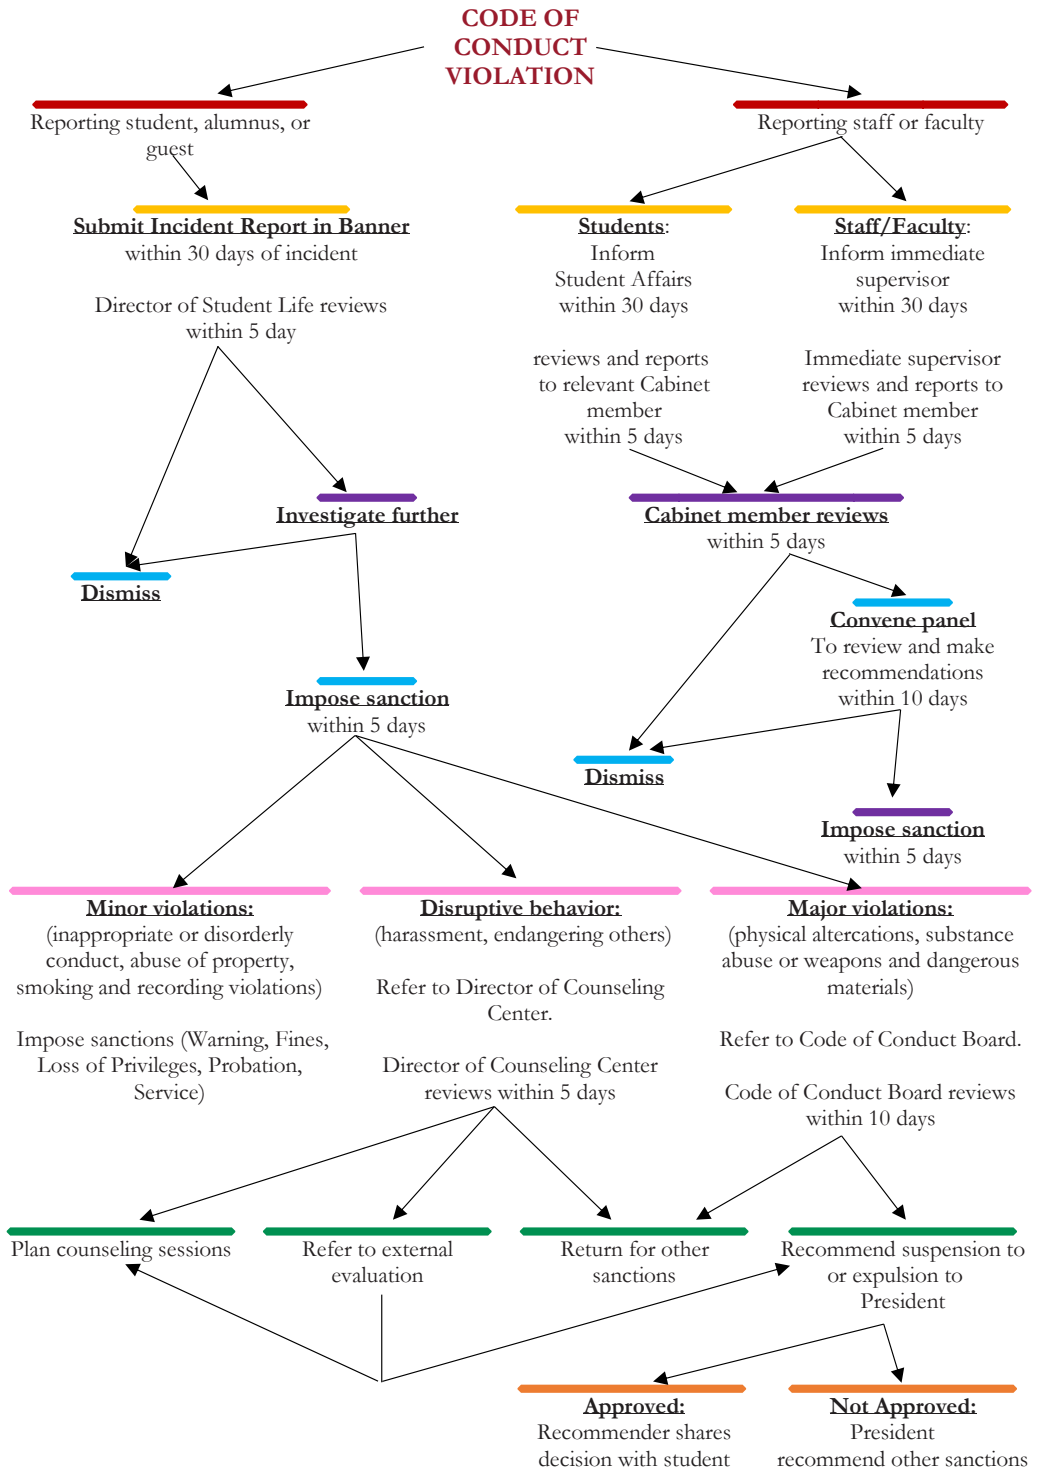 CODE OF
CONDUCT
VIOLATION
Reporting student, alumnus, or
guest
Reporting staff or faculty
Submit Incident Report in Banner
within 30 days of incident
Director of Student Life reviews
within 5 day
Students:
Inform
Student Affairs
within 30 days
reviews and reports
to relevant Cabinet
member
within 5 days
Staff/Faculty:
Inform immediate
supervisor
within 30 days
Immediate supervisor
reviews and reports to
Cabinet member
within 5 days
Investigate further
Cabinet member reviews
within 5 days
Dismiss
Convene panel
To review and make
recommendations
within 10 days
Impose sanction
within 5 days
Dismiss
Impose sanction
within 5 days
Minor violations:
(inappropriate or disorderly
conduct, abuse of property,
smoking and recording violations)
Impose sanctions (Warning, Fines,
Loss of Privileges, Probation,
Service)
Disruptive behavior:
(harassment, endangering others)
Refer to Director of Counseling
Center.
Director of Counseling Center
reviews within 5 days
Major violations:
(physical altercations, substance
abuse or weapons and dangerous
materials)
Refer to Code of Conduct Board.
Code of Conduct Board reviews
within 10 days
Plan counseling sessions
Refer to external
evaluation
Return for other
sanctions
Recommend suspension to
or expulsion to
President
Approved:
Recommender shares
decision with student
Not Approved:
President
recommend other sanctions